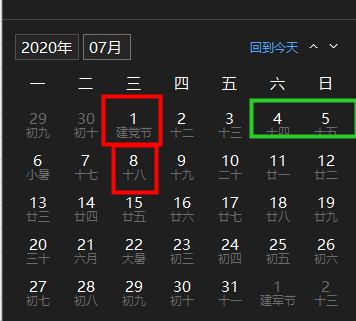 2020年 07月 回到今天
一 二 三 四 五 六 日
29 30 1 2 3 4 5
初九 初十 建党节 十二 十三 十四 十五
6 7 8 9 10 11 12
小暑 十七 十八 十九 二十 廿一 廿二
13 14 15 16 17 18 19
廿三 廿四 廿五 廿六 廿七 廿八 廿九
20 21 22 23 24 25 26
三十 六月 大暑 初三 初四 初五 初六
27 28 29 30 31 1 2
初七 初八 初九 初十 十一 建军节 十三